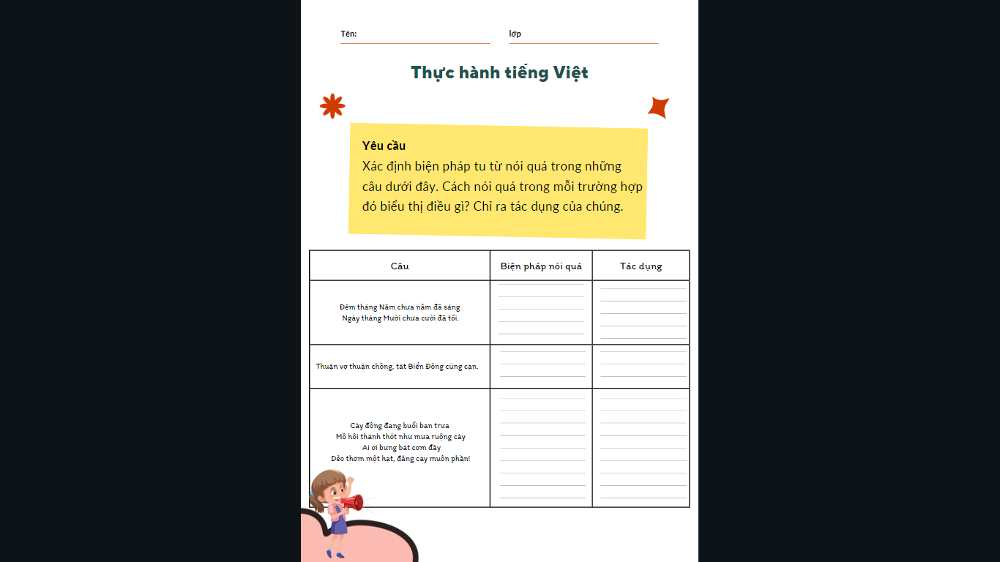 Tên:
lớp
Thực hành tiếng Việt
Yêu cầu
Xác định biện pháp tu từ nói quá trong những
câu dưới đây. Cách nói quá trong mỗi trường hợp
đó biểu thị điều gì? Chỉ ra tác dụng của chúng.
Câu
Biện pháp nói quá
Tác dụng
Đêm tháng Năm chưa nằm đã sáng
Ngày tháng Mười chưa cười đã tối.
Thuận vợ thuận chồng, tát Biển Đông cũng cạn.
Cày đồng đang buổi ban trưa
Mồ hôi thánh thót như mưa ruộng cày
Ai ơi bưng bát cơm đầy
Dẻo thơm một hạt, đắng cay muôn phần!